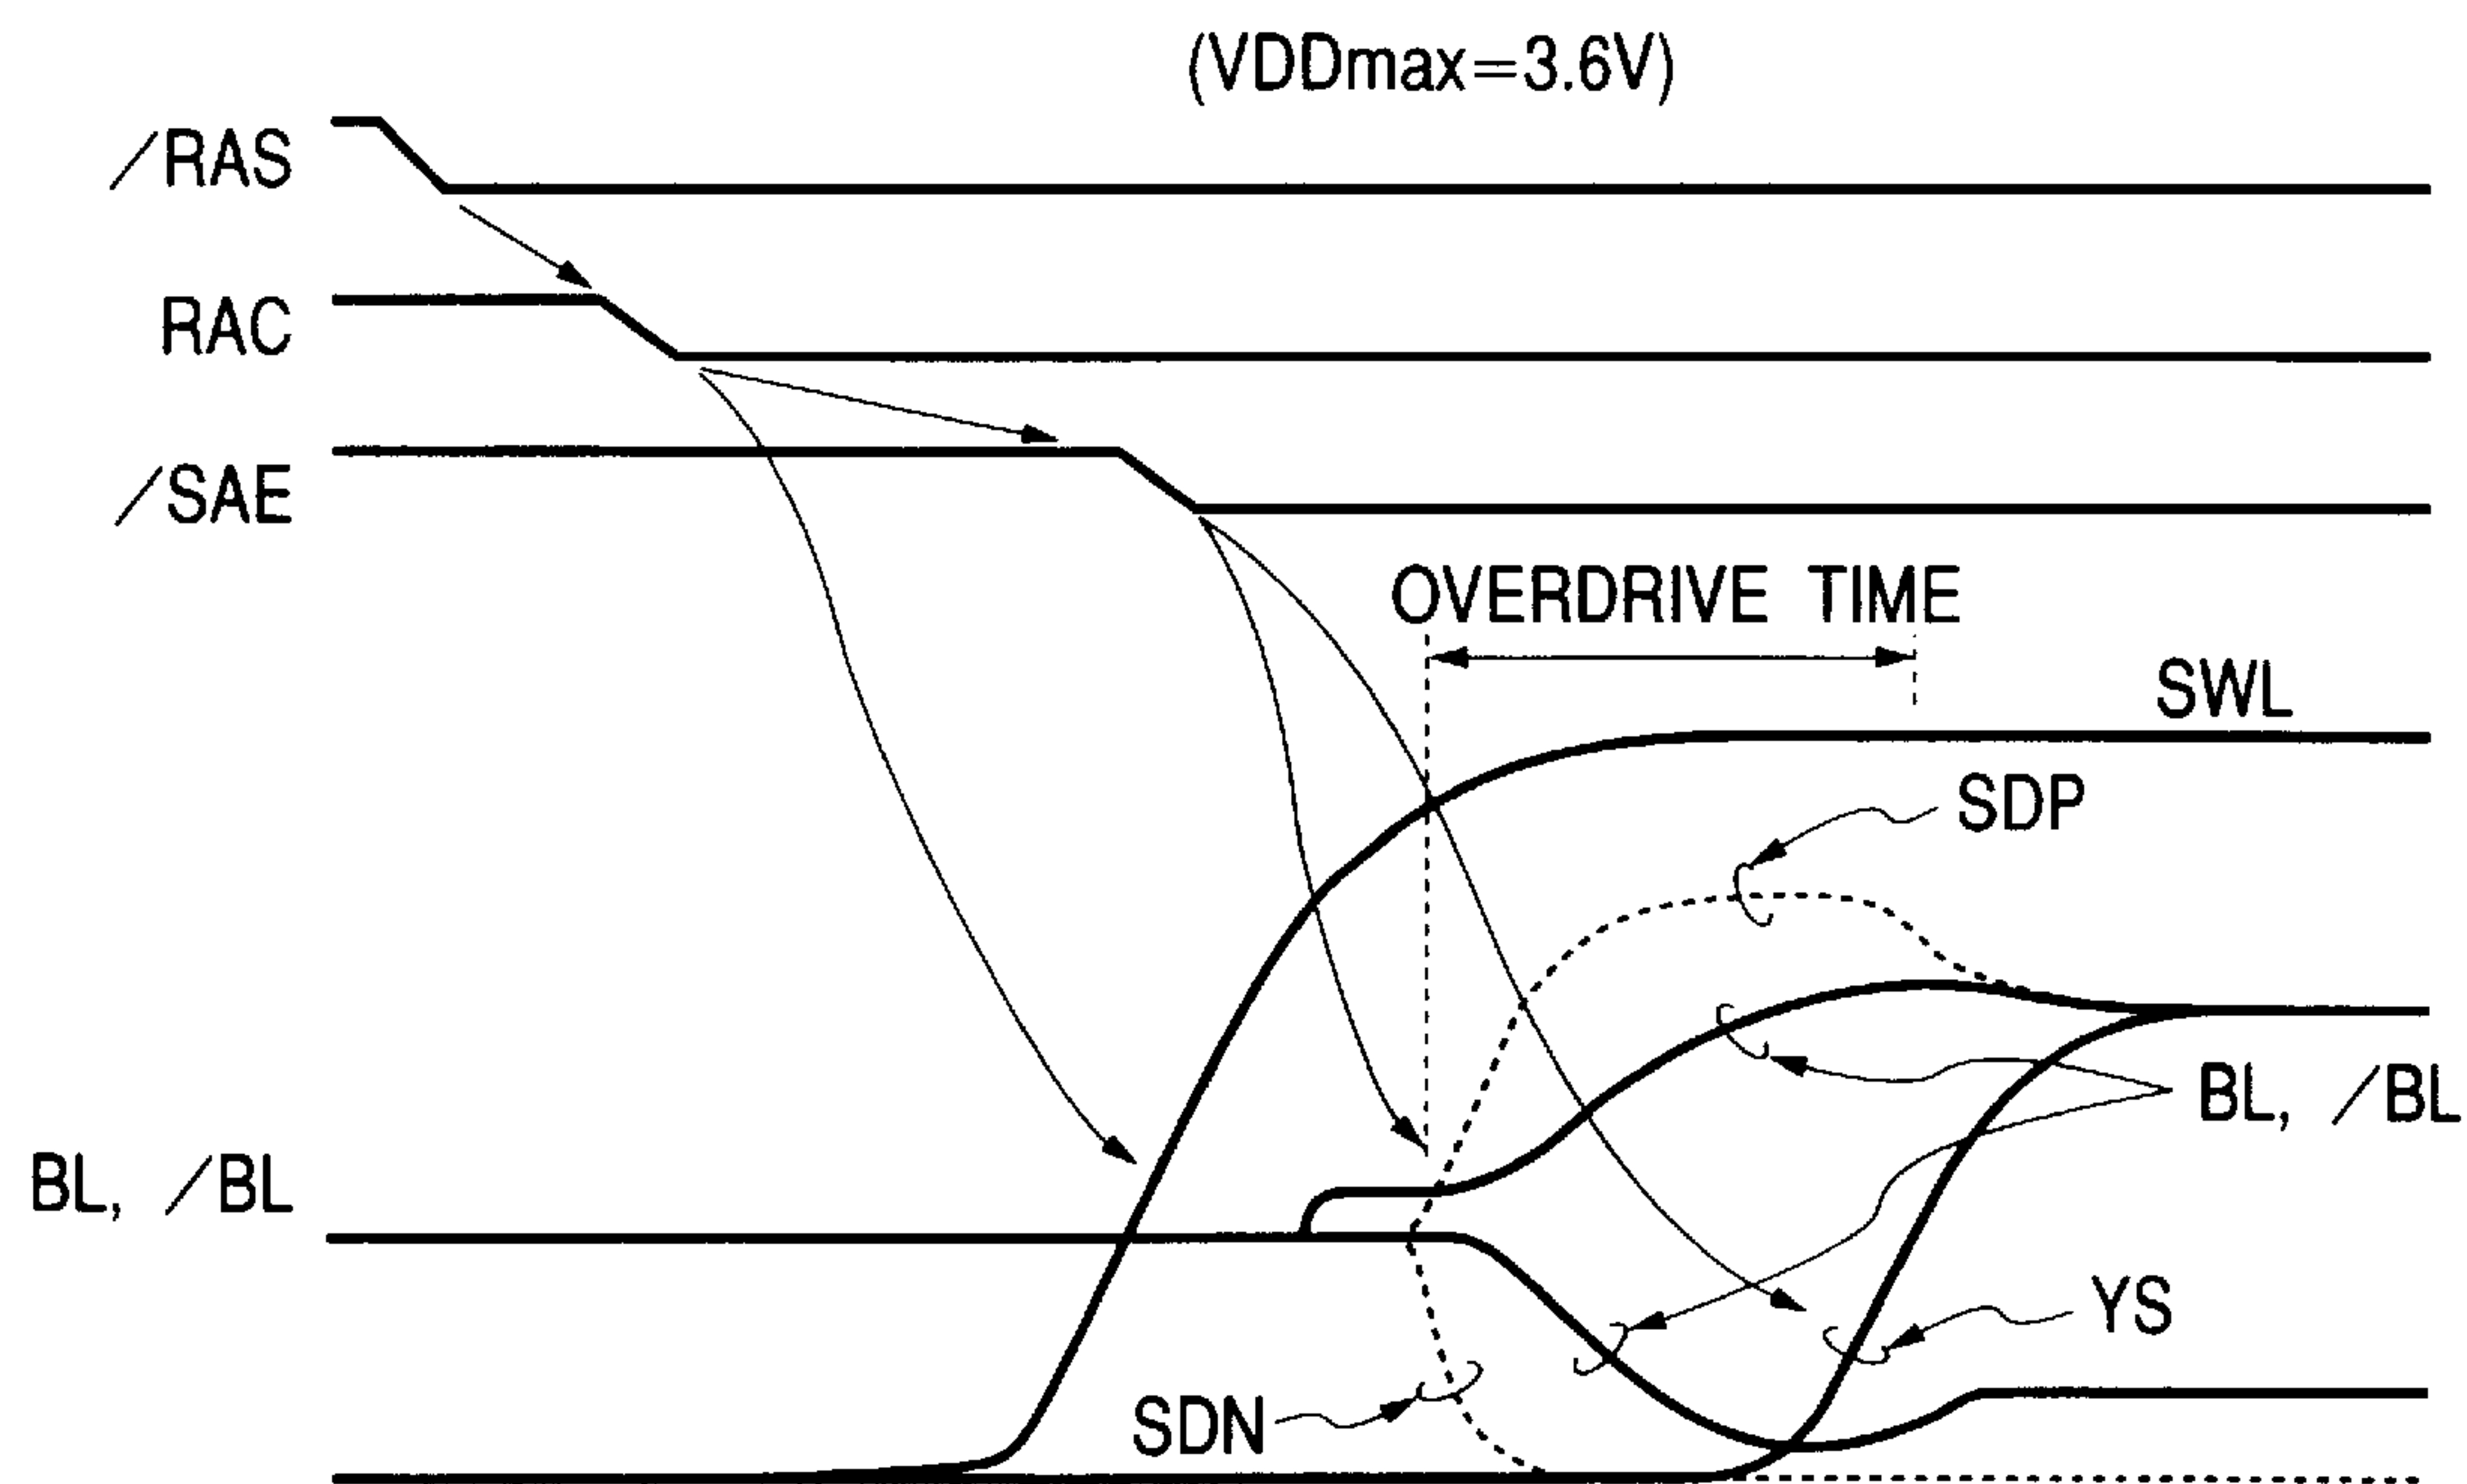 (VDDmax=3.6V)
/RAS
RAC
/SAE
OVERDRIVE TIME
SWL
SDP
BL, /BL
BL, /BL
YS
SDN